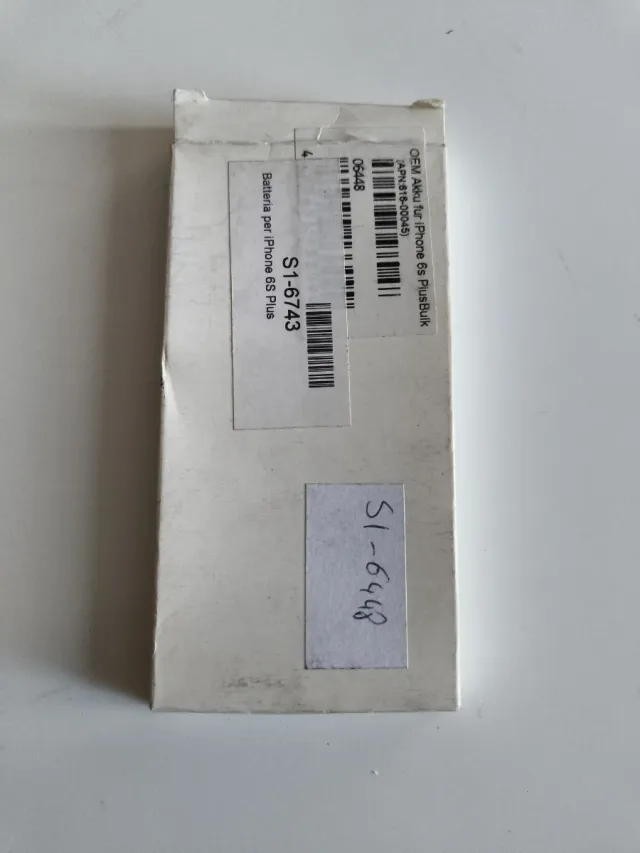 OEM Akku für iPhone 6s PlusBulk
(APN:616-00045)
06448
4
S1-6743
Batteria per iPhone 6S Plus
S1-6448